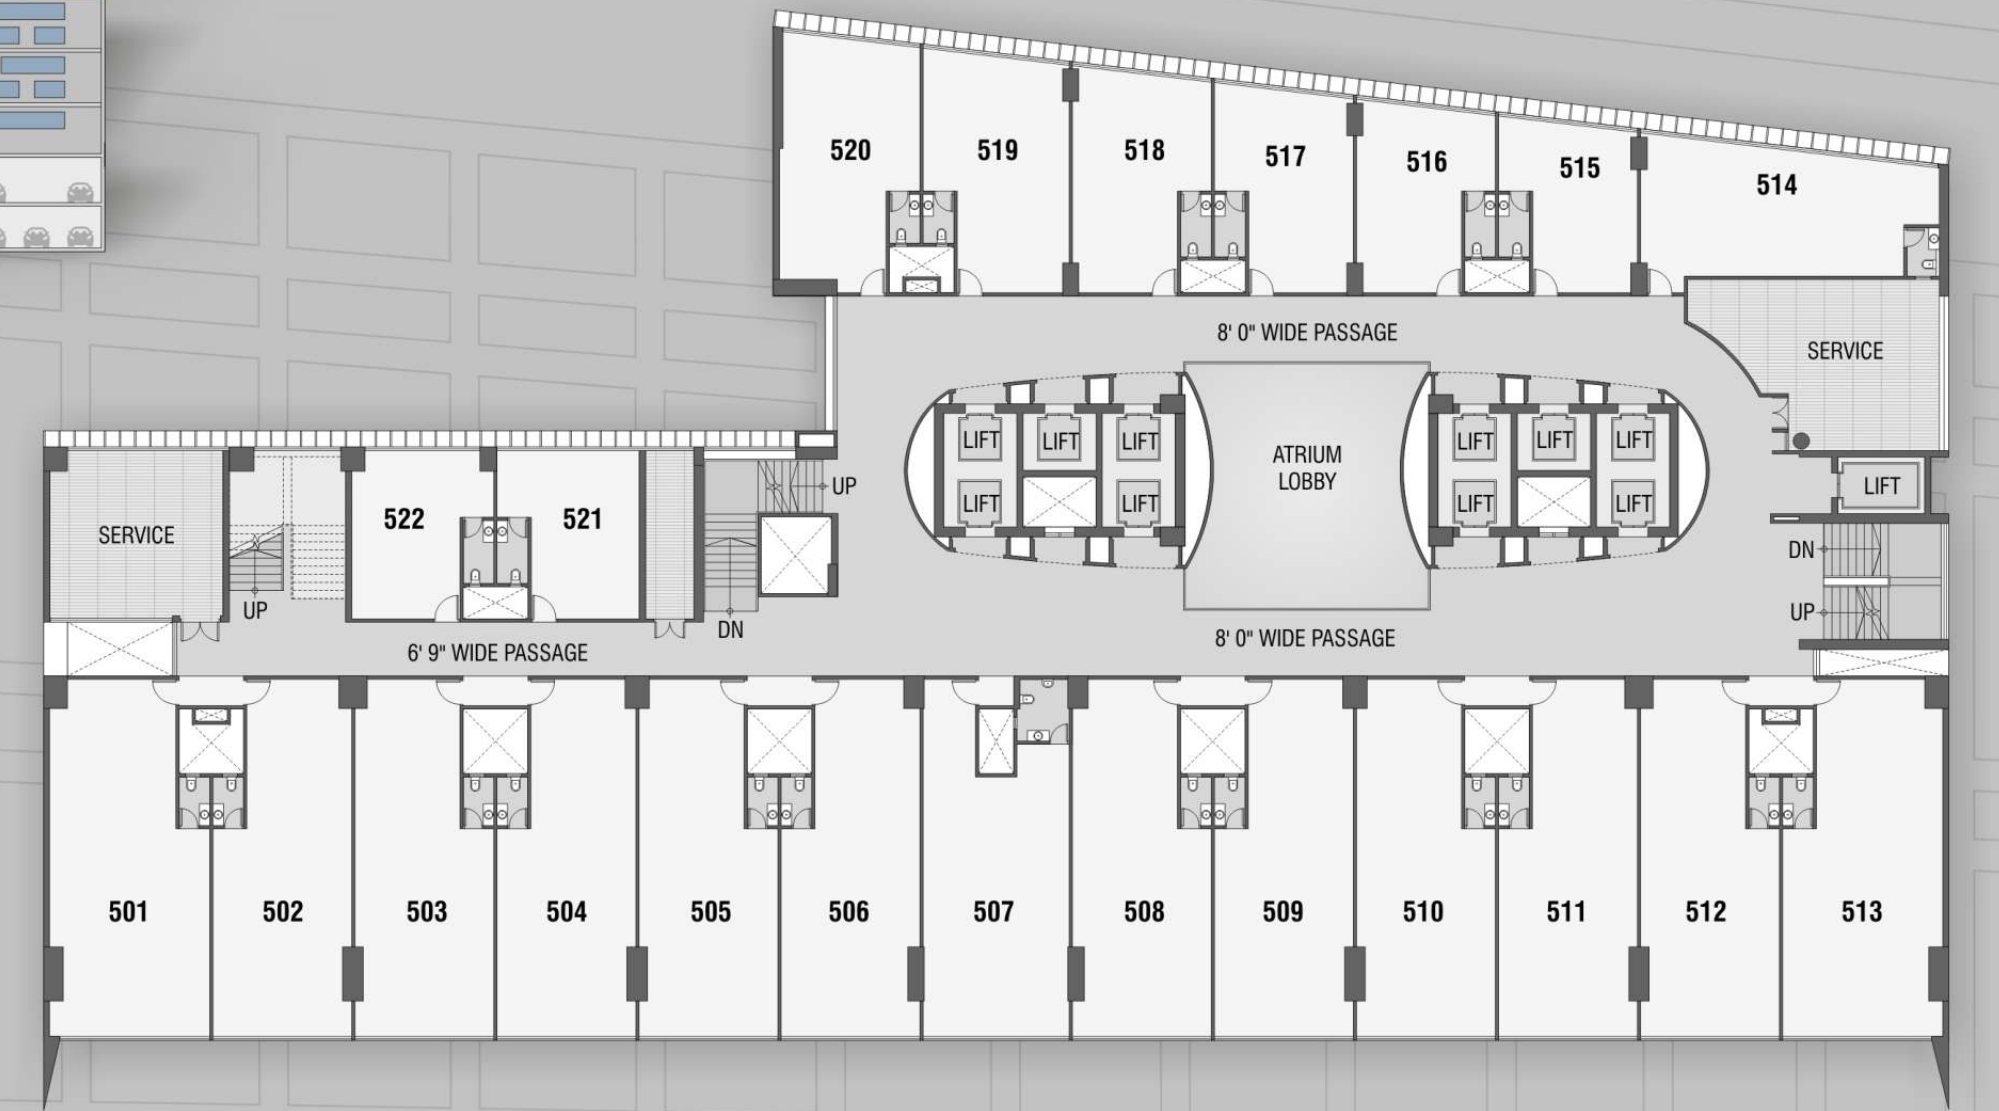 520
519
518
517
516
515
514
8' 0" WIDE PASSAGE
SERVICE
LIFT
LIFT
LIFT
LIFT
LIFT
LIFT
ATRIUM
LOBBY
LIFT
LIFT
LIFT
LIFT
LIFT
SERVICE
UP
522
521
UP
DN
LIFT
DN
UP
6' 9" WIDE PASSAGE
8' 0" WIDE PASSAGE
501
502
503
504
505
506
507
508
509
510
511
512
513